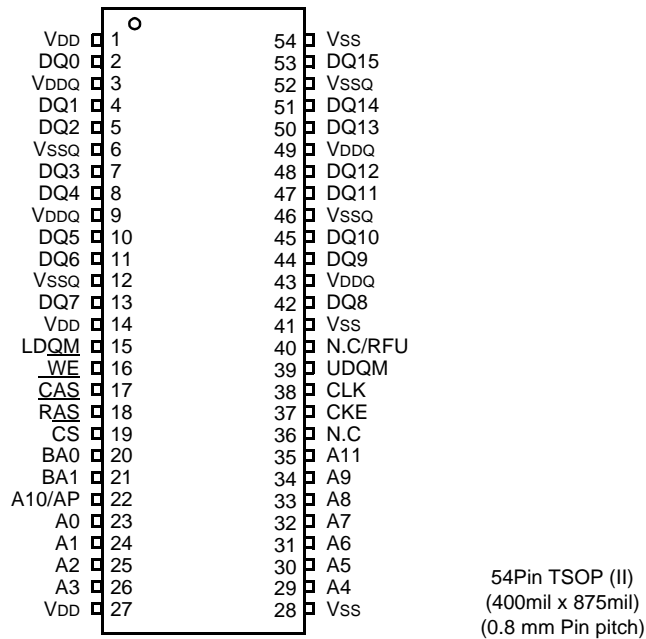 VDD 1 54 VSS
DQ0 2 53 DQ15
VDDQ 3 52 VSSQ
DQ1 4 51 DQ14
DQ2 5 50 DQ13
VSSQ 6 49 VDDQ
DQ3 7 48 DQ12
DQ4 8 47 DQ11
VDDQ 9 46 VSSQ
DQ5 10 45 DQ10
DQ6 11 44 DQ9
VSSQ 12 43 VDDQ
DQ7 13 42 DQ8
VDD 14 41 VSS
LDQM 15 40 N.C/RFU
WE 16 39 UDQM
CAS 17 38 CLK
RAS 18 37 CKE
CS 19 36 N.C
BA0 20 35 A11
BA1 21 34 A9
A10/AP 22 33 A8
A0 23 32 A7
A1 24 31 A6
A2 25 30 A5
A3 26 29 A4
VDD 27 28 VSS
54Pin TSOP (II)
(400mil x 875mil)
(0.8 mm Pin pitch)